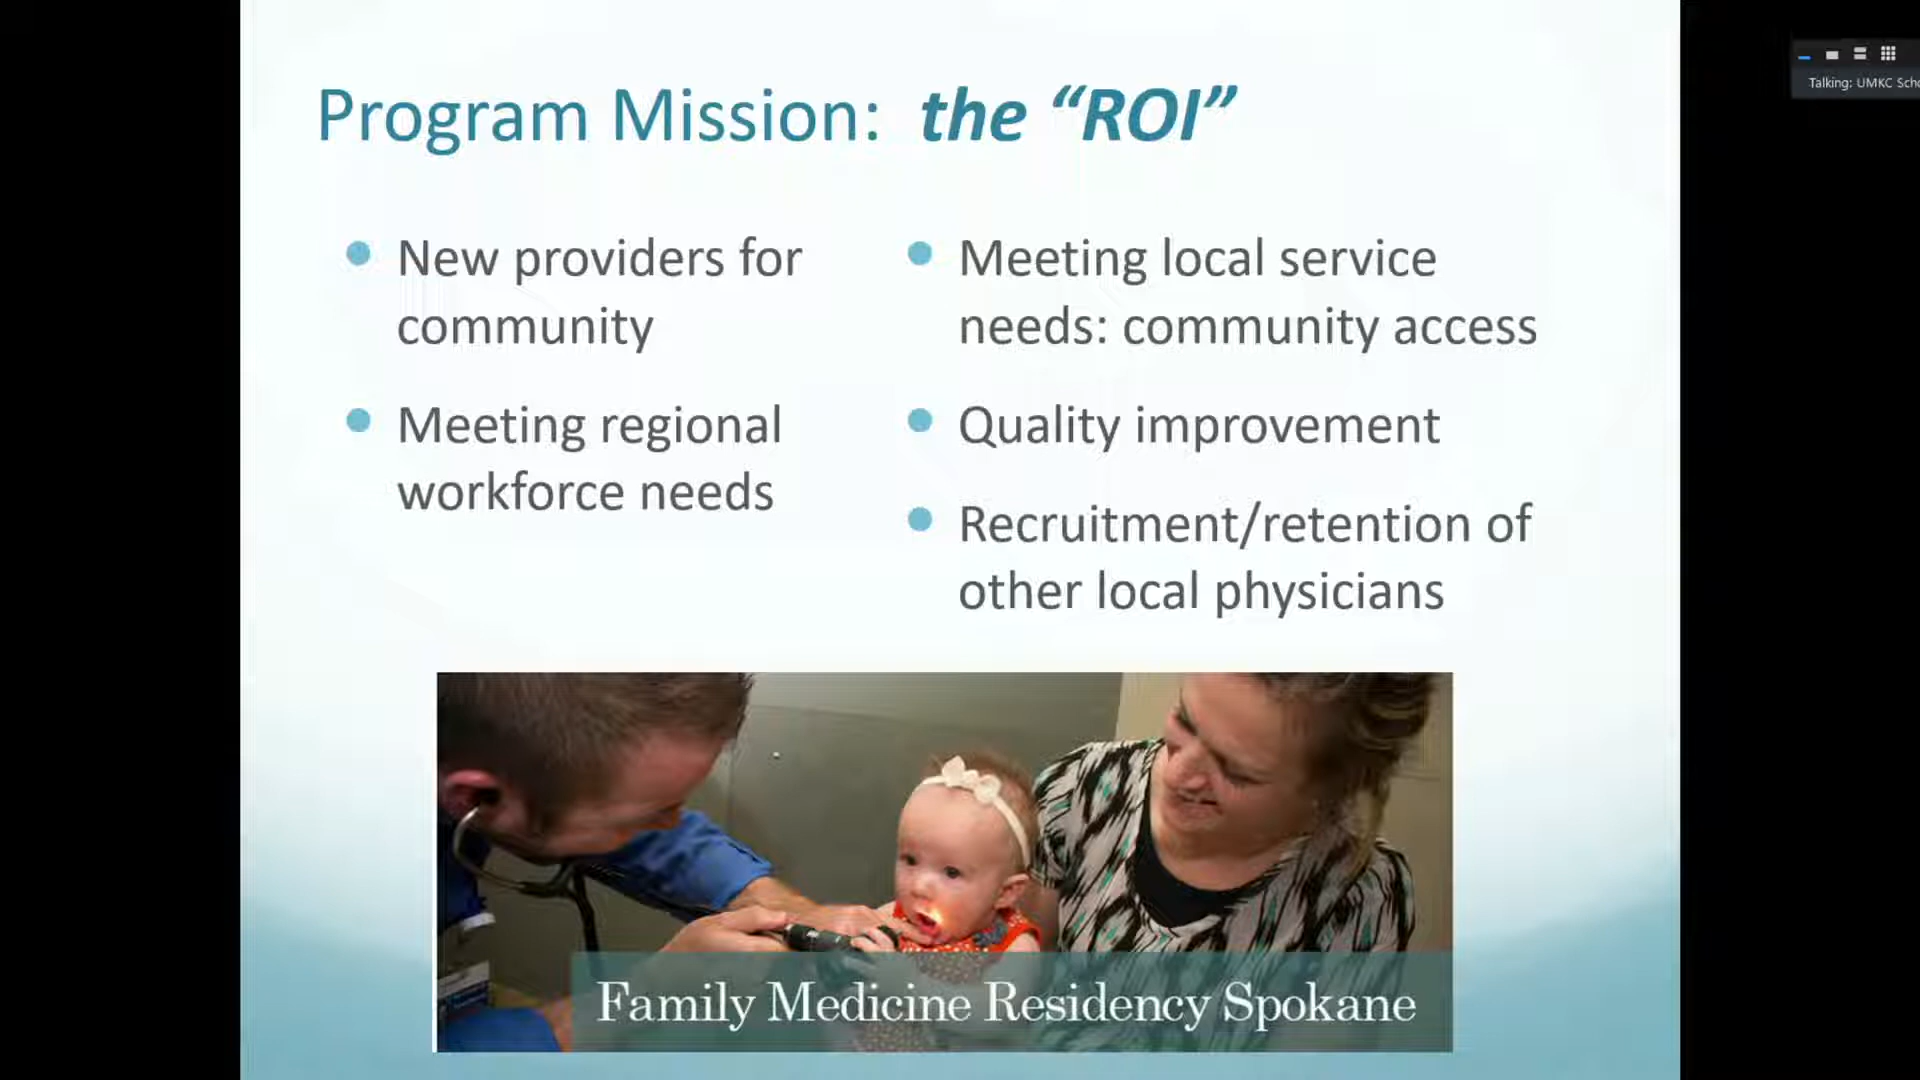 Program Mission: the “ROI”
New providers for
community
Meeting regional
workforce needs
Meeting local service
needs: community access
Quality improvement
Recruitment/retention of
other local physicians
Family Medicine Residency Spokane
Talking: UMKC